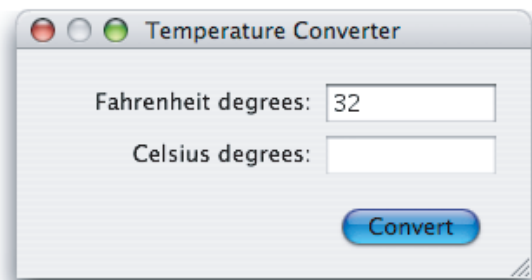 Temperature Converter
Fahrenheit degrees: 32
Celsius degrees:
Convert